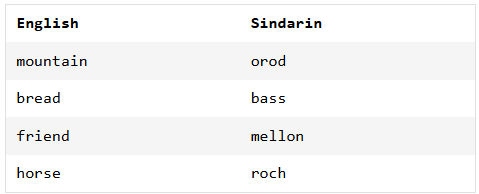 English Sindarin
mountain orod
bread bass
friend mellon
horse roch